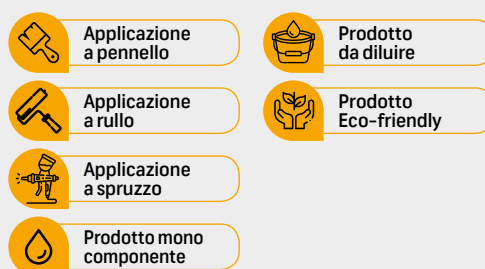 Applicazione
a pennello
Applicazione
a rullo
Applicazione
a spruzzo
Prodotto mono
componente
Prodotto
da diluire
Prodotto
Eco-friendly